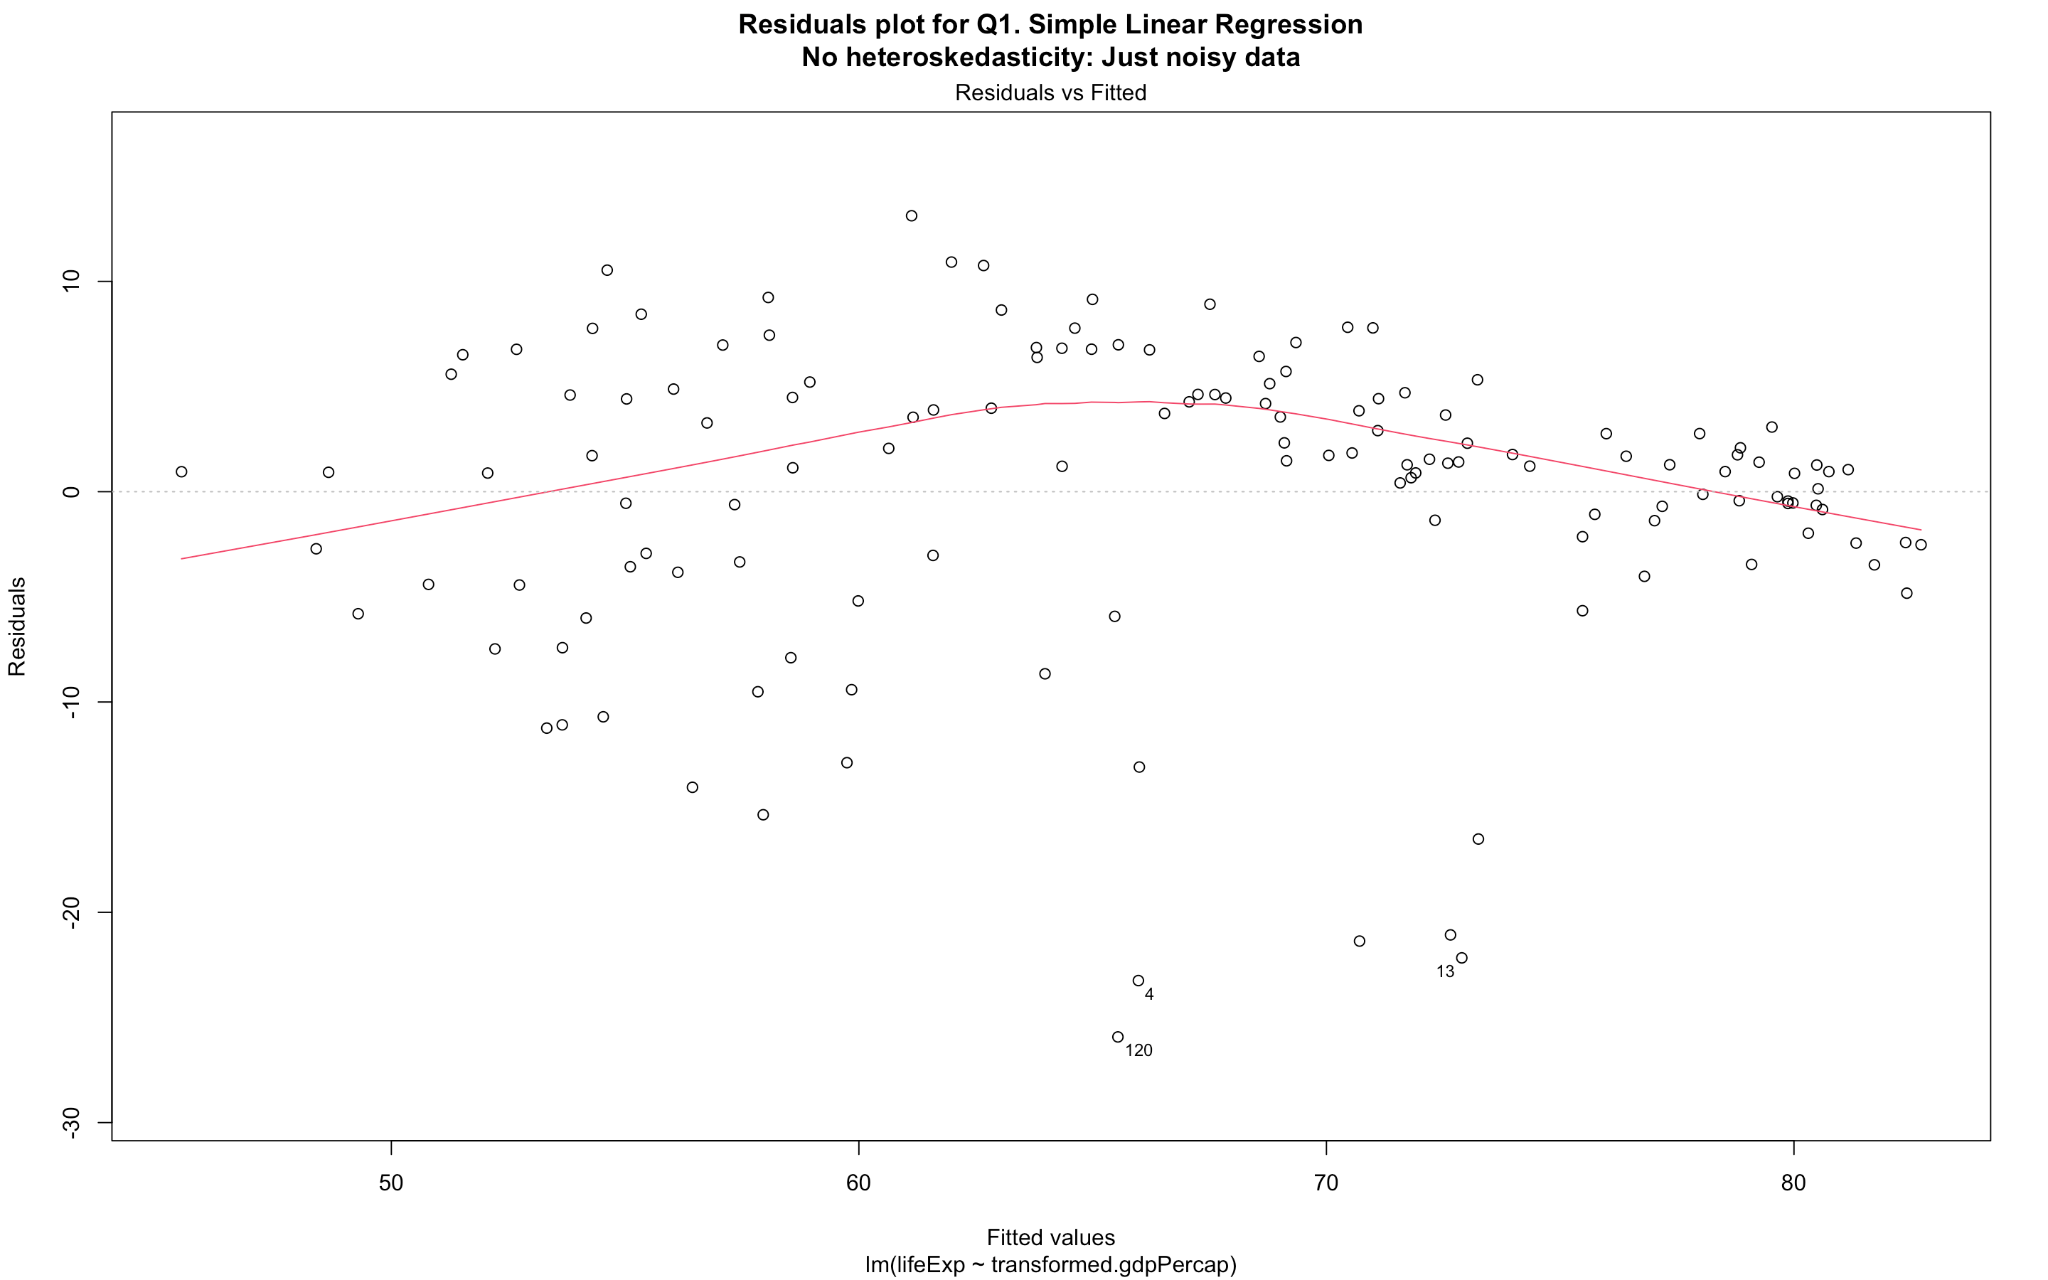 Residuals plot for Q1. Simple Linear Regression
No heteroskedasticity: Just noisy data
Residuals vs Fitted
Residuals
10
0
-10
-20
-30
13
4
120
50
60
70
80
Fitted values
lm(lifeExp ~ transformed.gdpPercap)